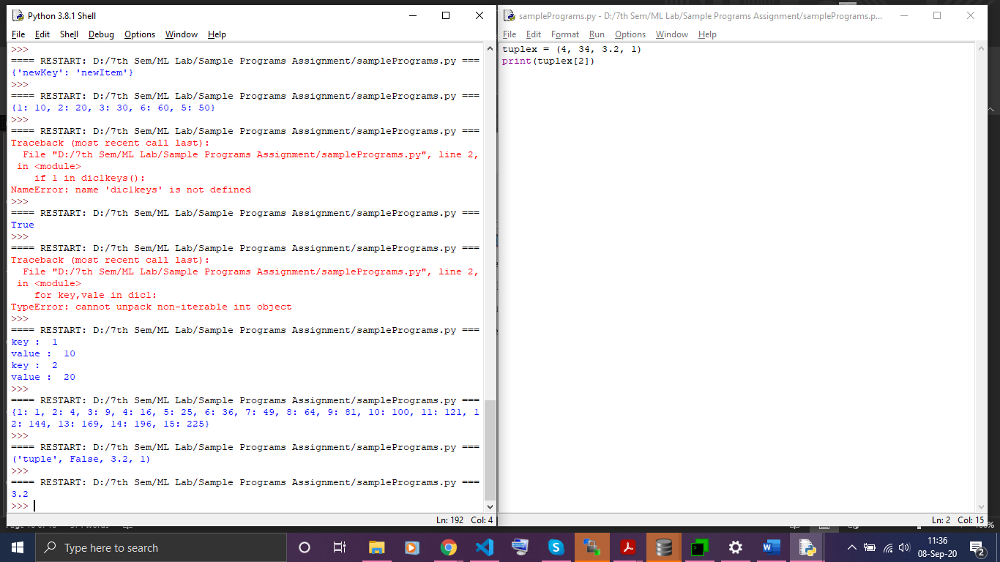 Python 3.8.1 Shell
File Edit Shell Debug Options Window Help
>>>
==== RESTART: D:/7th Sem/ML Lab/Sample Programs Assignment/samplePrograms.py ===
{'newKey': 'newItem'}
>>>
==== RESTART: D:/7th Sem/ML Lab/Sample Programs Assignment/samplePrograms.py ===
{1: 10, 2: 20, 3: 30, 6: 60, 5: 50}
>>>
==== RESTART: D:/7th Sem/ML Lab/Sample Programs Assignment/samplePrograms.py ===
Traceback (most recent call last):
  File "D:/7th Sem/ML Lab/Sample Programs Assignment/samplePrograms.py", line 2,
 in <module>
    if 1 in dic1keys():
NameError: name 'dic1keys' is not defined
>>>
==== RESTART: D:/7th Sem/ML Lab/Sample Programs Assignment/samplePrograms.py ===
True
>>>
==== RESTART: D:/7th Sem/ML Lab/Sample Programs Assignment/samplePrograms.py ===
Traceback (most recent call last):
  File "D:/7th Sem/ML Lab/Sample Programs Assignment/samplePrograms.py", line 2,
 in <module>
    for key,vale in dic1:
TypeError: cannot unpack non-iterable int object
>>>
==== RESTART: D:/7th Sem/ML Lab/Sample Programs Assignment/samplePrograms.py ===
key :  1
value :  10
key :  2
value :  20
>>>
==== RESTART: D:/7th Sem/ML Lab/Sample Programs Assignment/samplePrograms.py ===
{1: 1, 2: 4, 3: 9, 4: 16, 5: 25, 6: 36, 7: 49, 8: 64, 9: 81, 10: 100, 11: 121, 1
2: 144, 13: 169, 14: 196, 15: 225}
>>>
==== RESTART: D:/7th Sem/ML Lab/Sample Programs Assignment/samplePrograms.py ===
('tuple', False, 3.2, 1)
>>>
==== RESTART: D:/7th Sem/ML Lab/Sample Programs Assignment/samplePrograms.py ===
3.2
>>>
Ln: 192 Col: 4
samplePrograms.py - D:/7th Sem/ML Lab/Sample Programs Assignment/samplePrograms.p...
File Edit Format Run Options Window Help
tuplex = (4, 34, 3.2, 1)
print(tuplex[2])
Ln: 2 Col: 15
Type here to search
11:36
08-Sep-20
2